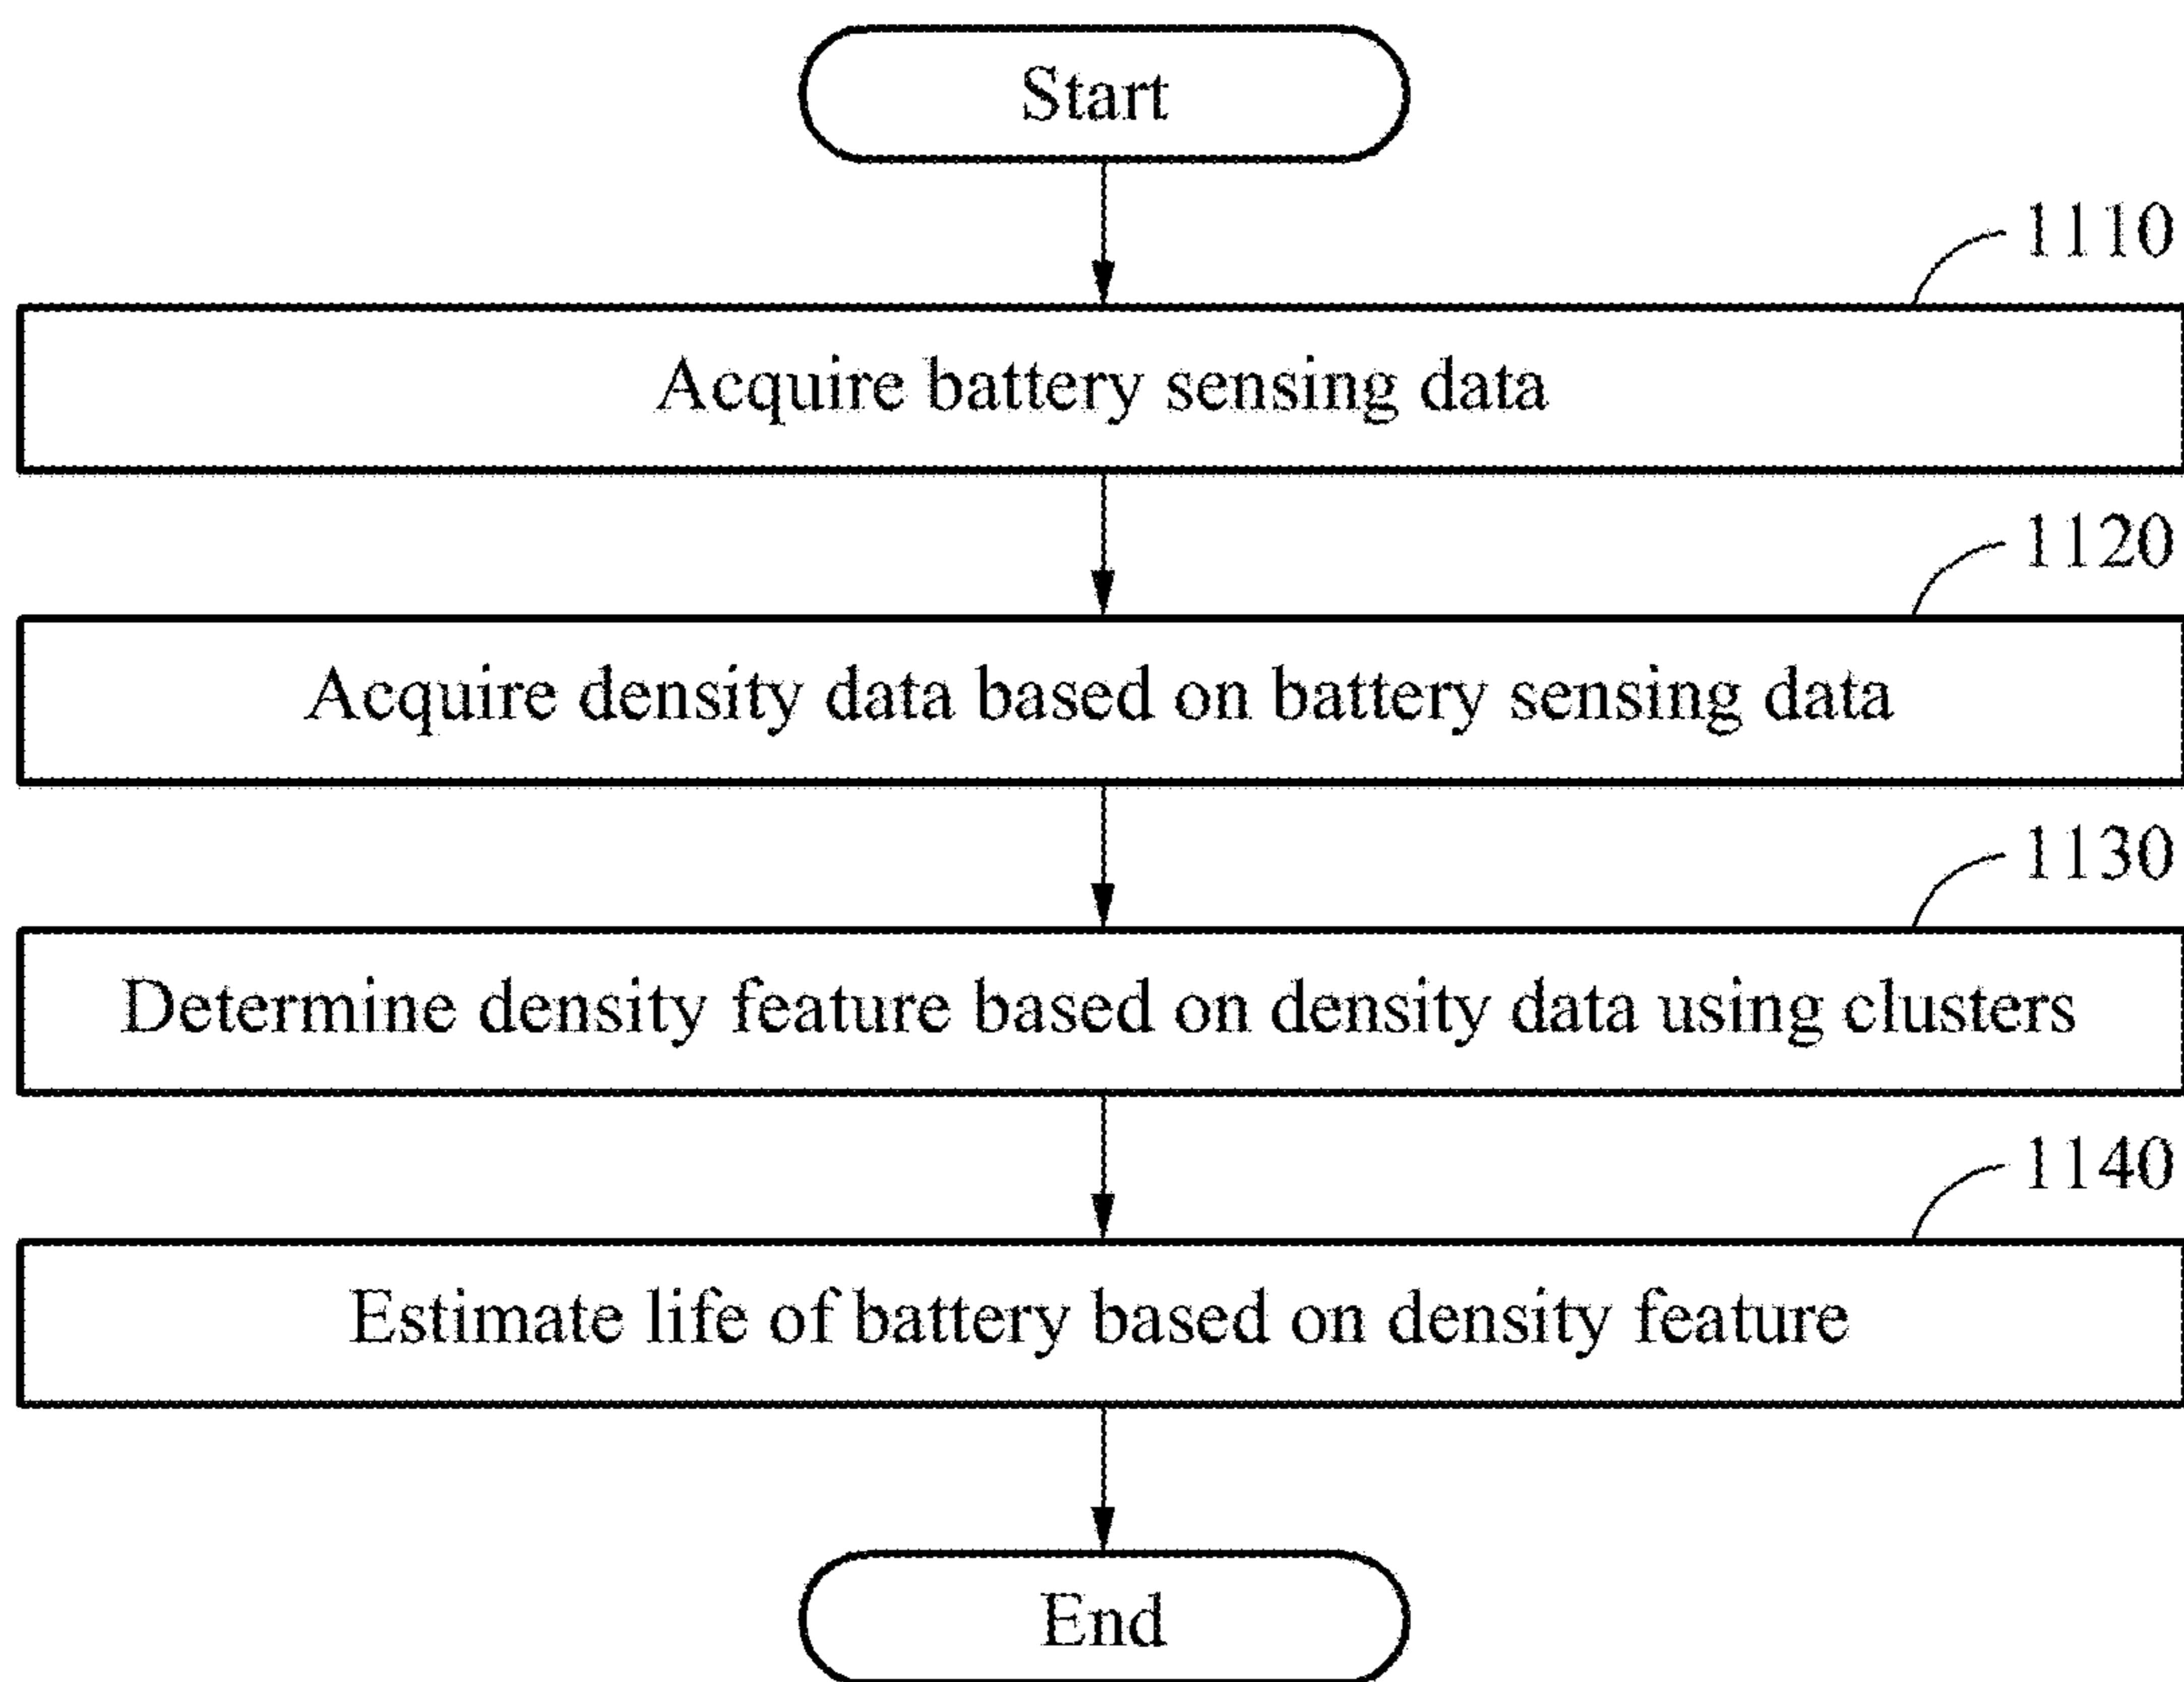 Start
1110
Acquire battery sensing data
1120
Acquire density data based on battery sensing data
1130
Determine density feature based on density data using clusters
1140
Estimate life of battery based on density feature
End